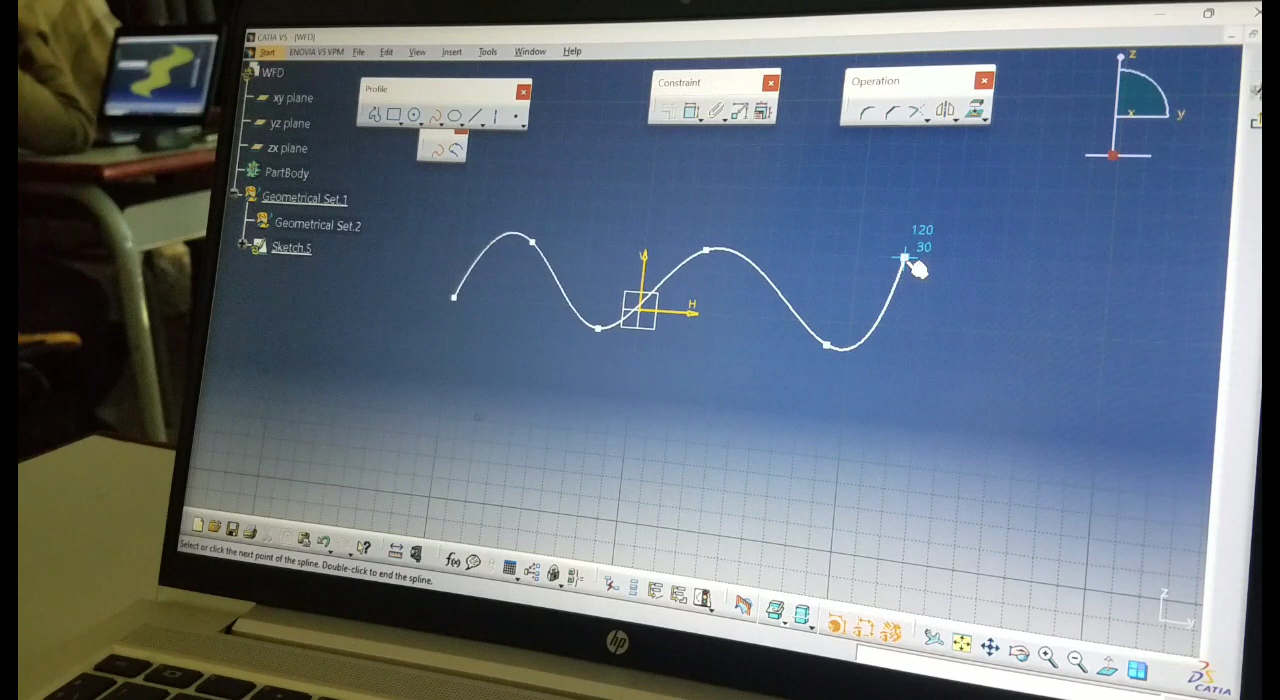 CATIA V5 - [WFD]
Start ENOVIA V5 VPM File Edit View Insert Tools Window Help
WFD
xy plane
yz plane
zx plane
PartBody
Geometrical Set.1
Geometrical Set.2
Sketch.5
Profile
Constraint
Operation
z
x
y
120
30
V
H
f(x)
Select or click the next point of the spline. Double-click to end the spline.
z
y
hp
DS
CATIA